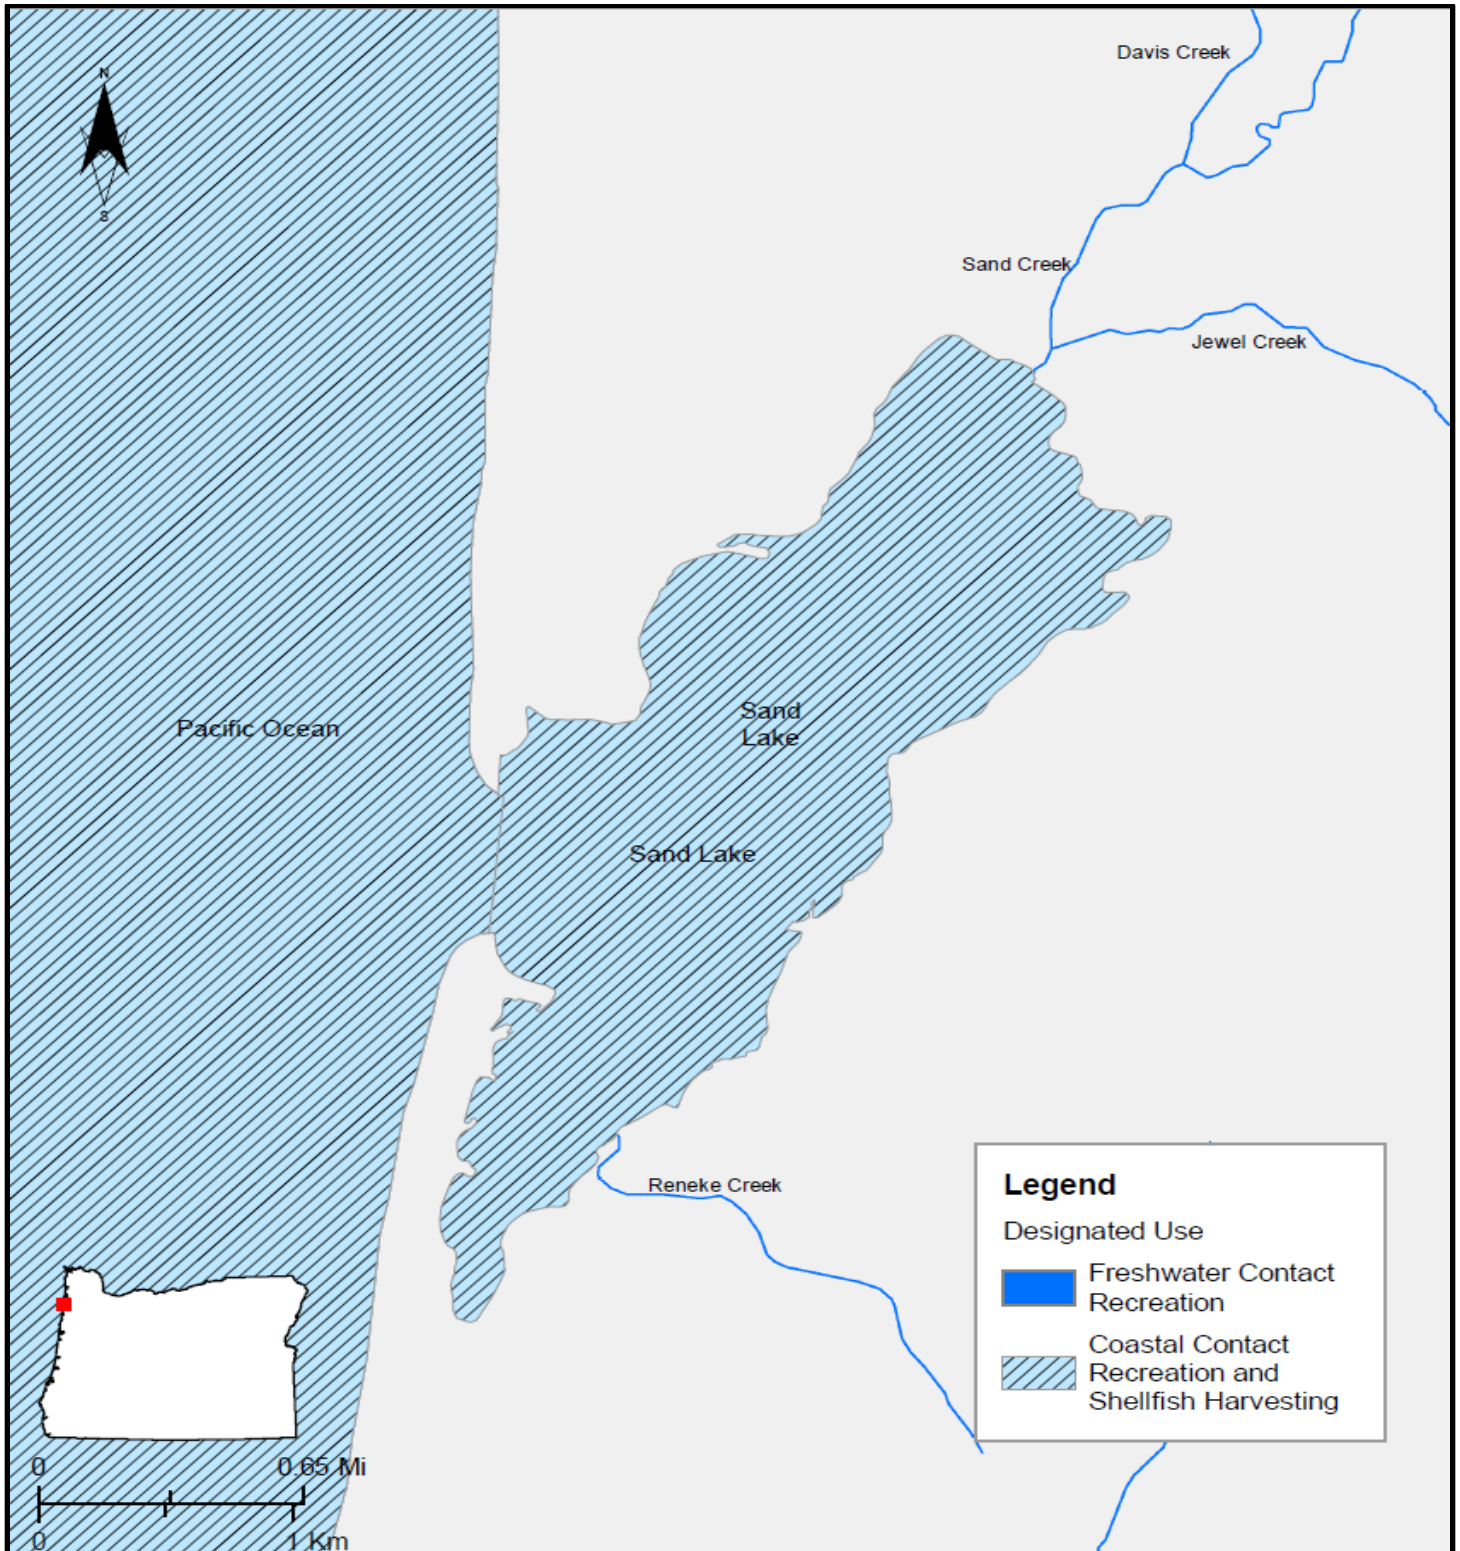 Davis Creek
N
S
Sand Creek
Jewel Creek
Sand
Lake
Pacific Ocean
Sand Lake
Reneke Creek
Legend
Designated Use
Freshwater Contact
Recreation
Coastal Contact
Recreation and
Shellfish Harvesting
0 0.65 Mi
0 1 Km